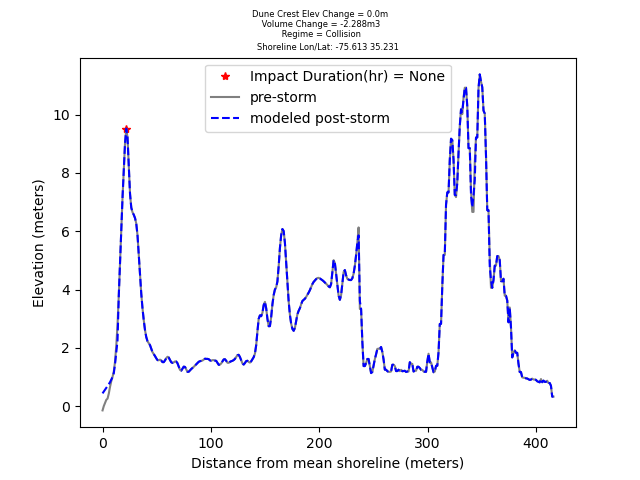 Dune Crest Elev Change = 0.0m
Volume Change = -2.288m3
Regime = Collision
Shoreline Lon/Lat: -75.613 35.231
Impact Duration(hr) = None
pre-storm
modeled post-storm
Elevation (meters)
10
8
6
4
2
0
0 100 200 300 400
Distance from mean shoreline (meters)